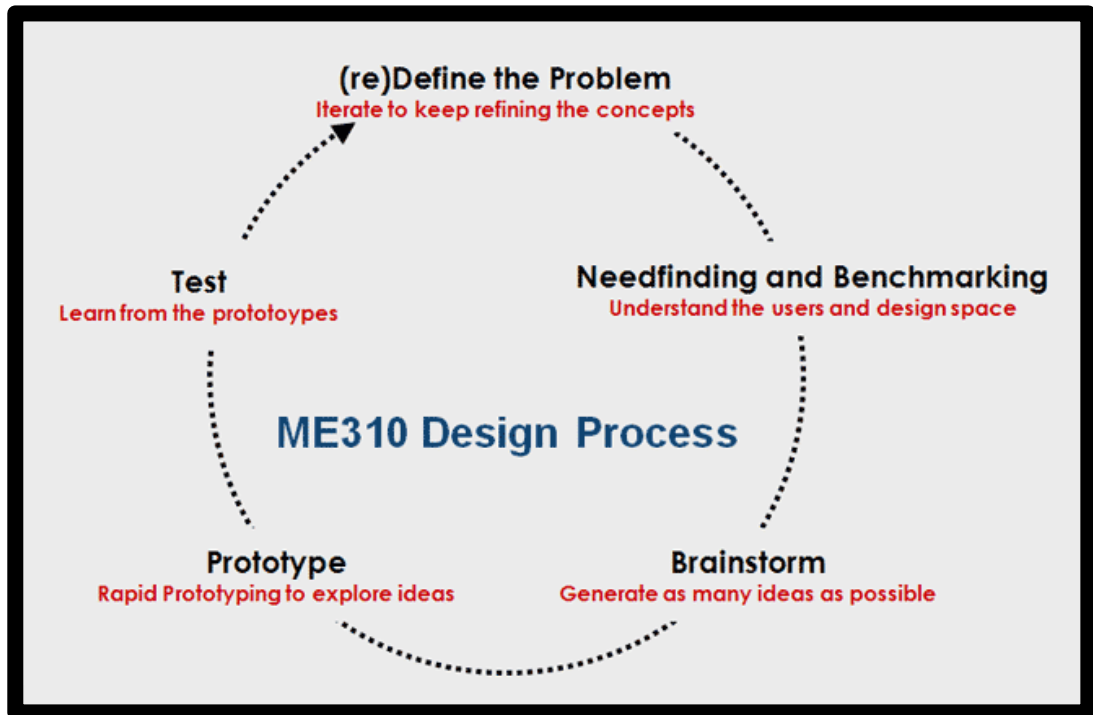 (re)Define the Problem
Iterate to keep refining the concepts
Needfinding and Benchmarking
Understand the users and design space
Brainstorm
Generate as many ideas as possible
Prototype
Rapid Prototyping to explore ideas
Test
Learn from the prototoypes
ME310 Design Process